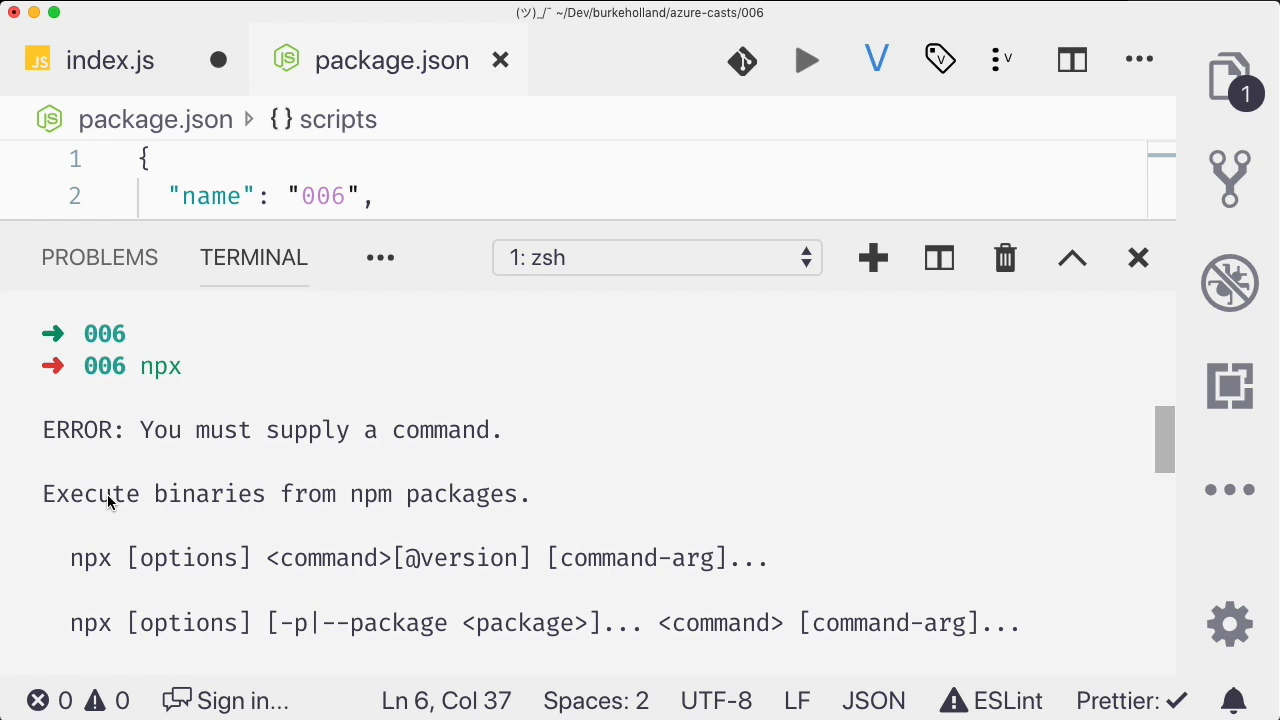 (ツ)_/¯ ~/Dev/burkeholland/azure-casts/006
JS index.js
JS package.json
V
V
V
1
JS package.json {} scripts
1 {
2 "name": "006",
PROBLEMS TERMINAL
1: zsh
➜ 006
➜ 006 npx
ERROR: You must supply a command.
Execute binaries from npm packages.
npx [options] <command>[@version] [command-arg]...
npx [options] [-p|--package <package>]... <command> [command-arg]...
0 0 Sign in... Ln 6, Col 37 Spaces: 2 UTF-8 LF JSON ESLint Prettier: ✓